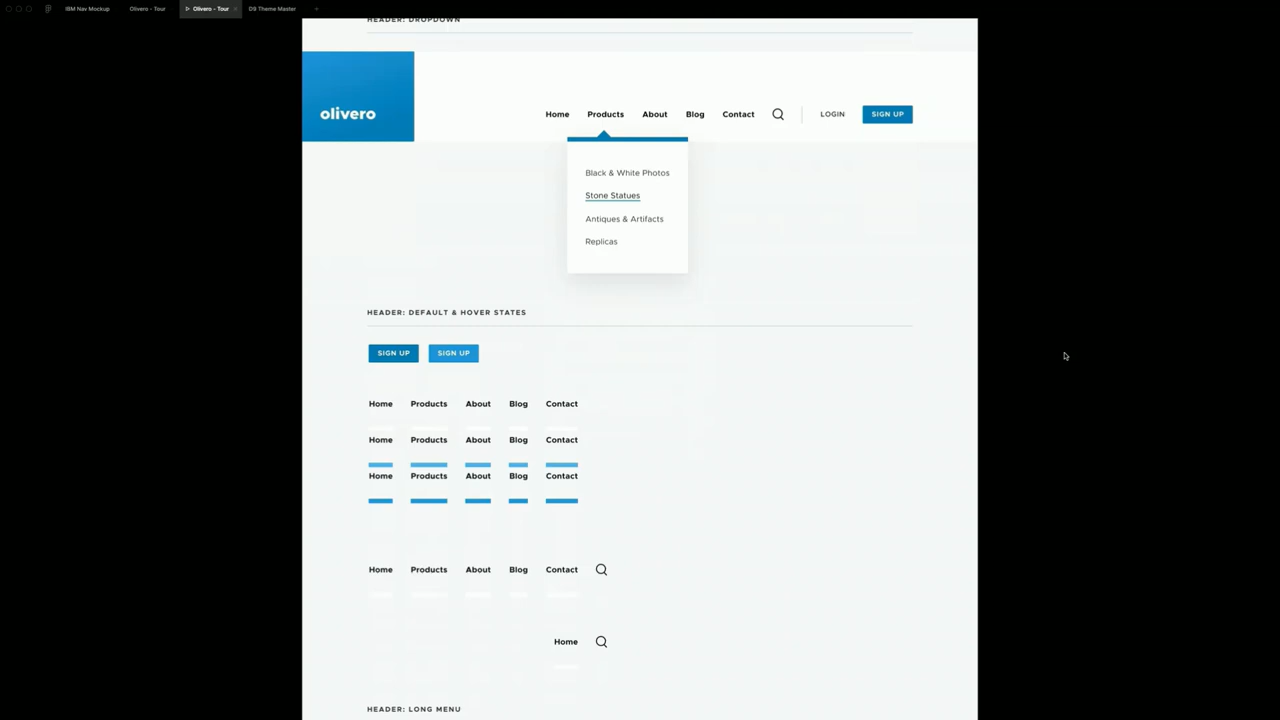 IBM Nav Mockup Olivero - Tour Olivero - Tour D9 Theme Master
HEADER: DROPDOWN
olivero
Home Products About Blog Contact LOGIN SIGN UP
Black & White Photos
Stone Statues
Antiques & Artifacts
Replicas
HEADER: DEFAULT & HOVER STATES
SIGN UP SIGN UP
Home Products About Blog Contact
Home Products About Blog Contact
Home Products About Blog Contact
Home Products About Blog Contact
Home
HEADER: LONG MENU